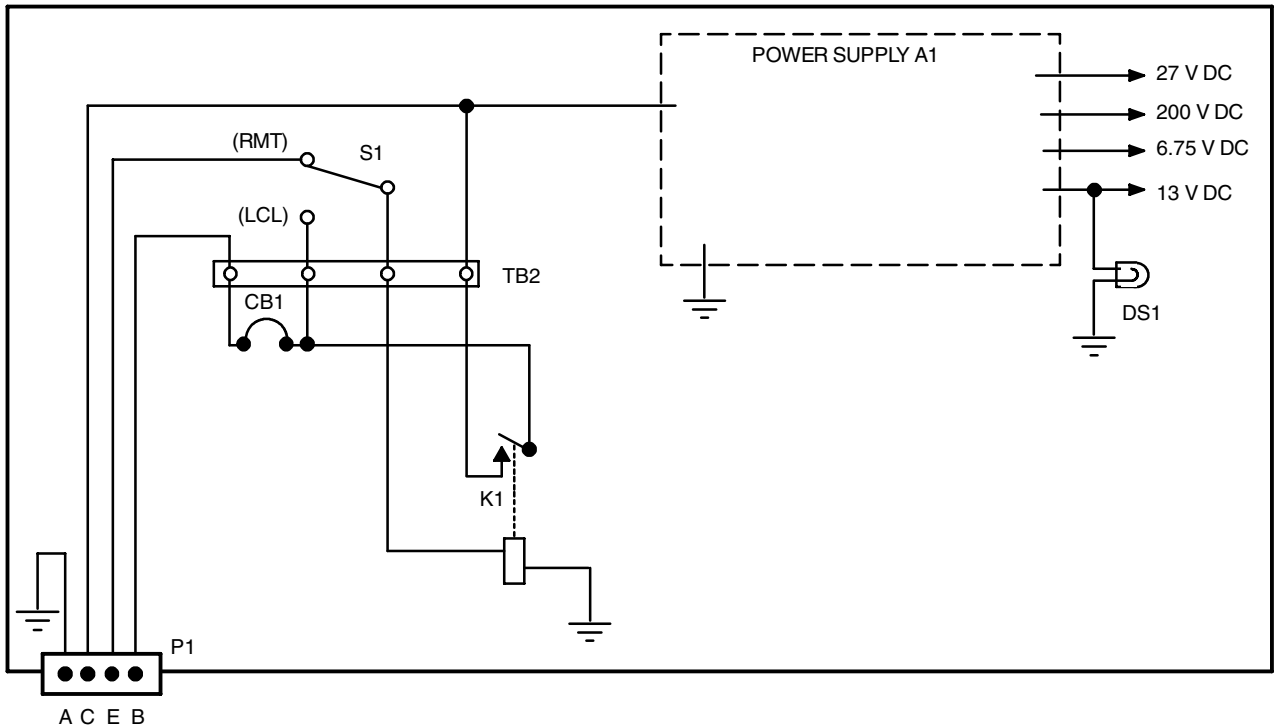 POWER SUPPLY A1
27 V DC
200 V DC
6.75 V DC
13 V DC
(RMT)
S1
(LCL)
TB2
CB1
DS1
K1
P1
A C E B